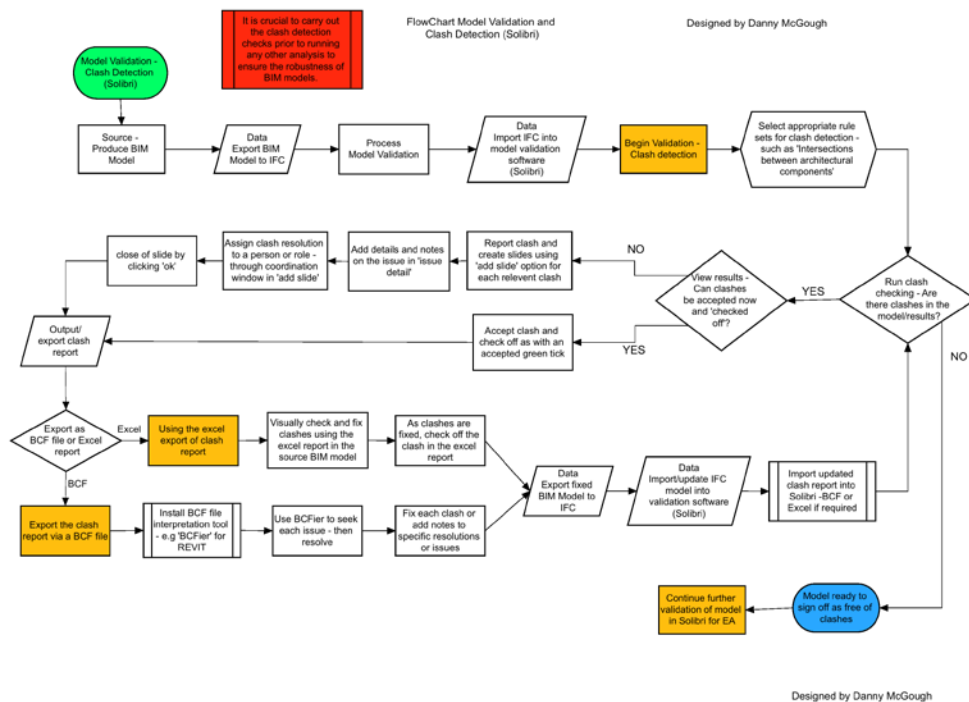 FlowChart Model Validation and
Clash Detection (Solibri)
Designed by Danny McGough
It is crucial to carry out
the clash detection
checks prior to running
any other analysis to
ensure the robustness of
BIM models.
Model Validation -
Clash Detection
(Solibri)
Source -
Produce BIM
Model
Data
Export BIM
Model to IFC
Process
Model Validation
Data
Import IFC into
model validation
software
(Solibri)
Begin Validation -
Clash detection
Select appropriate rule
sets for clash detection -
such as 'Intersections
between architectural
components'
Run clash
checking - Are
there clashes in the
model/results?
YES
NO
View results -
Can clashes
be accepted now
and 'checked
off'?
NO
YES
Report clash and
create slides using
'add slide' option for
each relevent clash
Add details and notes
on the issue in 'issue
detail'
Assign clash resolution
to a person or role -
through coordination
window in 'add slide'
close of slide by
clicking 'ok'
Accept clash and
check off as with an
accepted green tick
Output/
export clash
report
Export as
BCF file or Excel
report
Excel
BCF
Using the excel
export of clash
report
Visually check and fix
clashes using the
excel report in the
source BIM model
As clashes are
fixed, check off the
clash in the excel
report
Export the clash
report via a BCF file
Install BCF file
interpretation tool
- e.g 'BCFier' for
REVIT
Use BCFier to seek
each issue - then
resolve
Fix each clash or
add notes to
specific resolutions
or issues
Data
Export fixed
BIM Model to
IFC
Data
Import/update IFC
model into
validation software
(Solibri)
Import updated
clash report into
Solibri -BCF or
Excel if required
Model ready to
sign off as free of
clashes
Continue further
validation of model
in Solibri for EA
Designed by Danny McGough